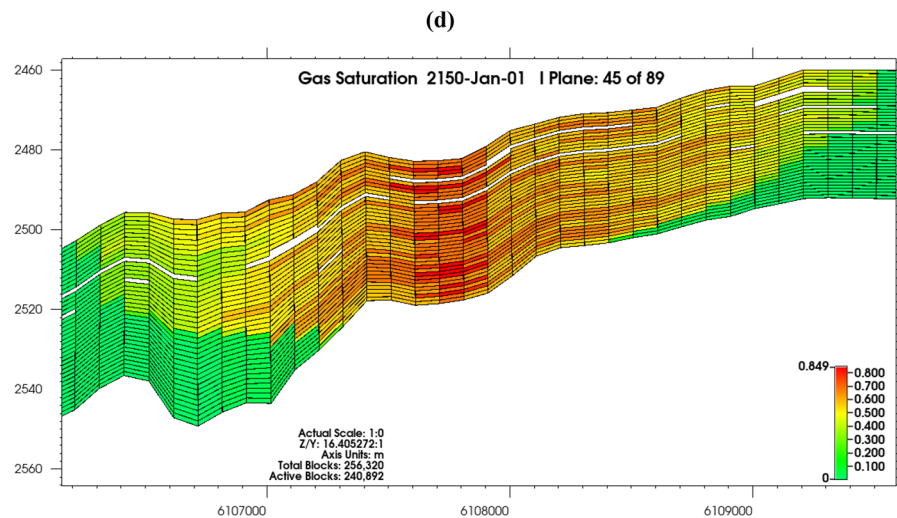 (d)
Gas Saturation 2150-Jan-01 I Plane: 45 of 89
2460
2480
2500
2520
2540
2560
0.849
0.800
0.700
0.600
0.500
0.400
0.300
0.200
0.100
0
Actual Scale: 1:0
Z/Y: 16.405272:1
Axis Units: m
Total Blocks: 256,320
Active Blocks: 240,892
6107000 6108000 6109000